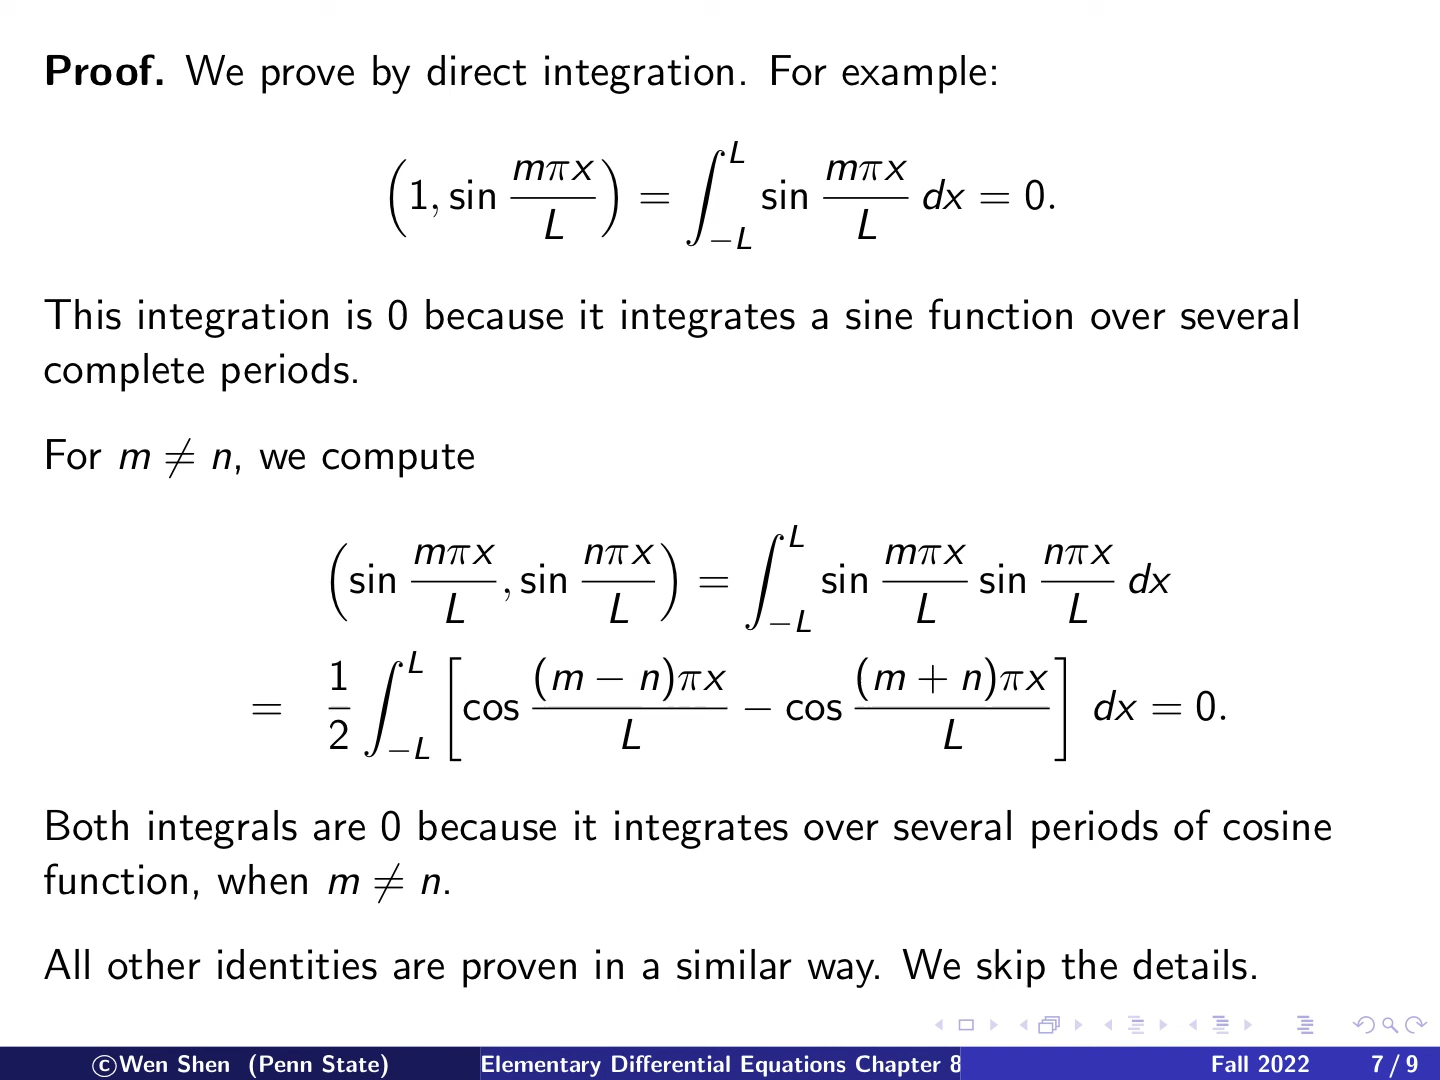 Proof. We prove by direct integration. For example:
(1, sin mπx/L) = ∫_{-L}^{L} sin mπx/L dx = 0.
This integration is 0 because it integrates a sine function over several
complete periods.
For m ≠ n, we compute
(sin mπx/L, sin nπx/L) = ∫_{-L}^{L} sin mπx/L sin nπx/L dx
= 1/2 ∫_{-L}^{L} [cos (m − n)πx/L − cos (m + n)πx/L] dx = 0.
Both integrals are 0 because it integrates over several periods of cosine
function, when m ≠ n.
All other identities are proven in a similar way. We skip the details.
©Wen Shen (Penn State) Elementary Differential Equations Chapter 8 Fall 2022 7 / 9